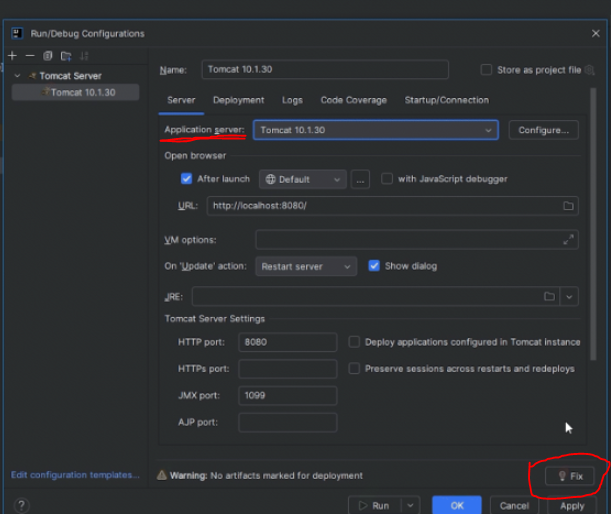 Run/Debug Configurations
Tomcat Server
Tomcat 10.1.30
Name: Tomcat 10.1.30 Store as project file
Server Deployment Logs Code Coverage Startup/Connection
Application server: Tomcat 10.1.30 Configure...
Open browser
After launch Default ... with JavaScript debugger
URL: http://localhost:8080/
VM options:
On 'Update' action: Restart server Show dialog
JRE:
Tomcat Server Settings
HTTP port: 8080 Deploy applications configured in Tomcat instance
HTTPs port: Preserve sessions across restarts and redeploys
JMX port: 1099
AJP port:
Edit configuration templates... Warning: No artifacts marked for deployment Fix
? Run OK Cancel Apply